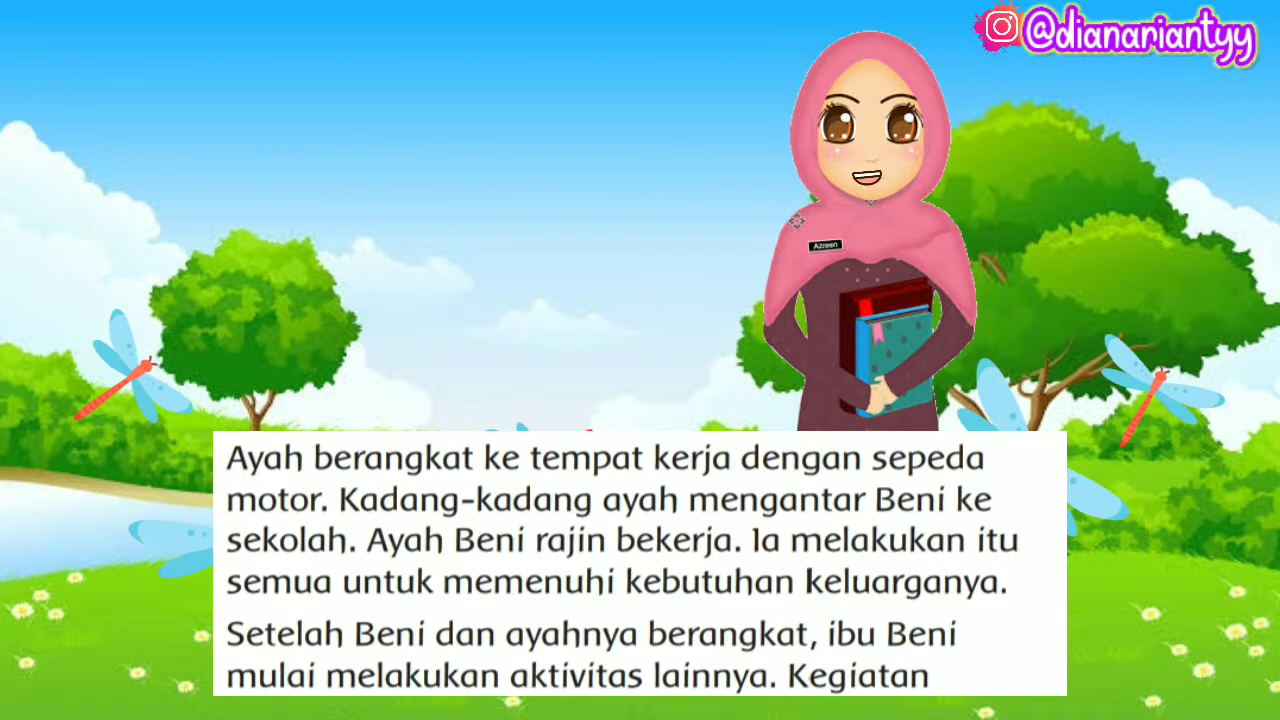 @dianariantyy
Azreen
Ayah berangkat ke tempat kerja dengan sepeda
motor. Kadang-kadang ayah mengantar Beni ke
sekolah. Ayah Beni rajin bekerja. Ia melakukan itu
semua untuk memenuhi kebutuhan keluarganya.
Setelah Beni dan ayahnya berangkat, ibu Beni
mulai melakukan aktivitas lainnya. Kegiatan